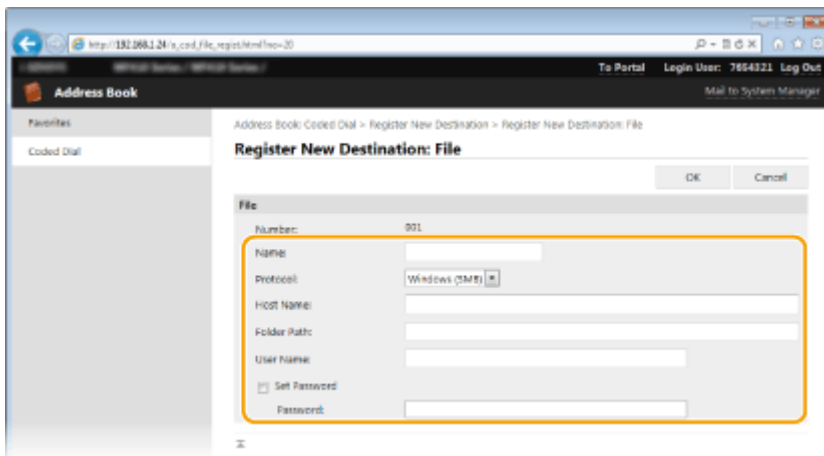 http://192.168.1.24/a_cod_file_regist.html?no=20
To Portal Login User: 7654321 Log Out
Address Book
Mail to System Manager
Favorites
Coded Dial
Address Book: Coded Dial > Register New Destination > Register New Destination: File
Register New Destination: File
OK Cancel
File
Number: 001
Name:
Protocol: Windows (SMB)
Host Name:
Folder Path:
User Name:
Set Password
Password: